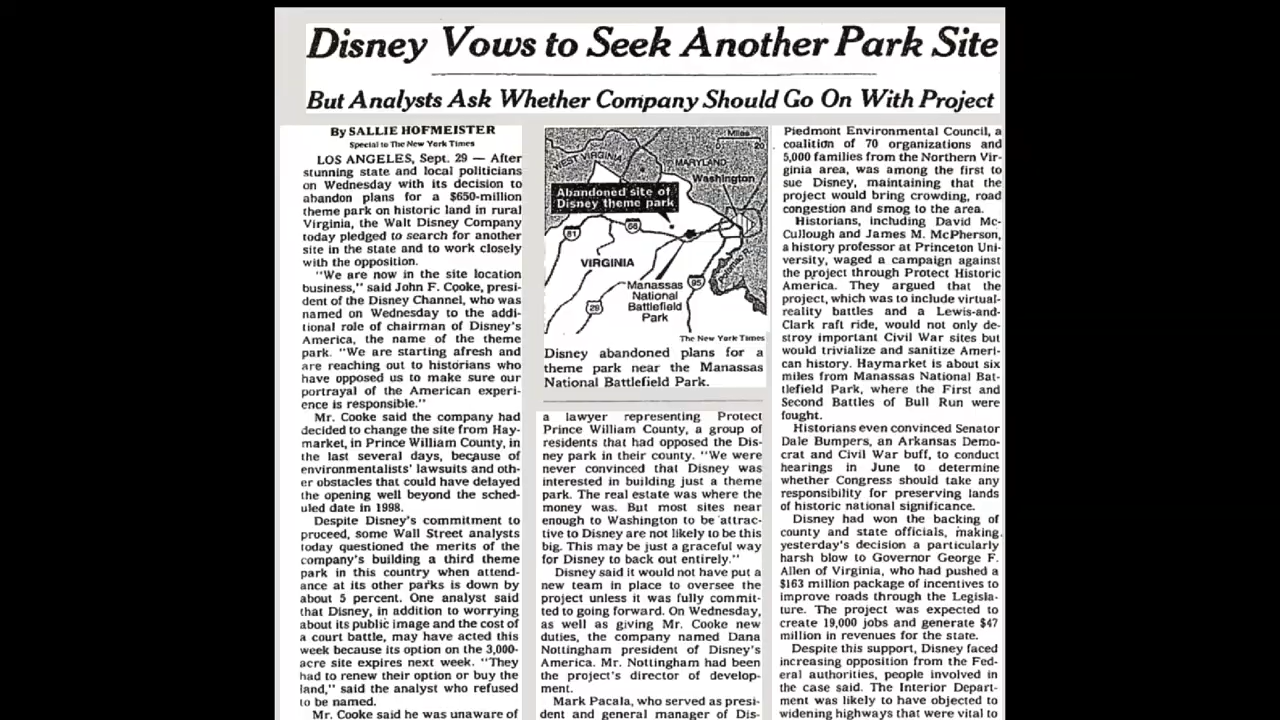 Disney Vows to Seek Another Park Site
But Analysts Ask Whether Company Should Go On With Project
By SALLIE HOFMEISTER
Special to The New York Times
LOS ANGELES, Sept. 29 — After
stunning state and local politicians
on Wednesday with its decision to
abandon plans for a $650-million
theme park on historic land in rural
Virginia, the Walt Disney Company
today pledged to search for another
site in the state and to work closely
with the opposition.
"We are now in the site location
business," said John F. Cooke, presi-
dent of the Disney Channel, who was
named on Wednesday to the addi-
tional role of chairman of Disney's
America, the name of the theme
park. "We are starting afresh and
are reaching out to historians who
have opposed us to make sure our
portrayal of the American experi-
ence is responsible."
Mr. Cooke said the company had
decided to change the site from Hay-
market, in Prince William County, in
the last several days, because of
environmentalists' lawsuits and oth-
er obstacles that could have delayed
the opening well beyond the sched-
uled date in 1998.
Despite Disney's commitment to
proceed, some Wall Street analysts
today questioned the merits of the
company's building a third theme
park in this country when attend-
ance at its other parks is down by
about 5 percent. One analyst said
that Disney, in addition to worrying
about its public image and the cost of
a court battle, may have acted this
week because its option on the 3,000-
acre site expires next week. "They
had to renew their option or buy the
land," said the analyst who refused
to be named.
Mr. Cooke said he was unaware of
Miles
0 20
WEST VIRGINIA
MARYLAND
Washington
Abandoned site of
Disney theme park
81
66
VIRGINIA
95
Manassas
National
Battlefield
Park
29
The New York Times
Disney abandoned plans for a
theme park near the Manassas
National Battlefield Park.
a lawyer representing Protect
Prince William County, a group of
residents that had opposed the Dis-
ney park in their county. "We were
never convinced that Disney was
interested in building just a theme
park. The real estate was where the
money was. But most sites near
enough to Washington to be attrac-
tive to Disney are not likely to be this
big. This may be just a graceful way
for Disney to back out entirely."
Disney said it would not have put a
new team in place to oversee the
project unless it was fully commit-
ted to going forward. On Wednesday,
as well as giving Mr. Cooke new
duties, the company named Dana
Nottingham president of Disney's
America. Mr. Nottingham had been
the project's director of develop-
ment.
Mark Pacala, who served as presi-
dent and general manager of Dis-
Piedmont Environmental Council, a
coalition of 70 organizations and
5,000 families from the Northern Vir-
ginia area, was among the first to
sue Disney, maintaining that the
project would bring crowding, road
congestion and smog to the area.
Historians, including David Mc-
Cullough and James M. McPherson,
a history professor at Princeton Uni-
versity, waged a campaign against
the project through Protect Historic
America. They argued that the
project, which was to include virtual-
reality battles and a Lewis-and-
Clark raft ride, would not only de-
stroy important Civil War sites but
would trivialize and sanitize Ameri-
can history. Haymarket is about six
miles from Manassas National Bat-
tlefield Park, where the First and
Second Battles of Bull Run were
fought.
Historians even convinced Senator
Dale Bumpers, an Arkansas Demo-
crat and Civil War buff, to conduct
hearings in June to determine
whether Congress should take any
responsibility for preserving lands
of historic national significance.
Disney had won the backing of
county and state officials, making
yesterday's decision a particularly
harsh blow to Governor George F.
Allen of Virginia, who had pushed a
$163 million package of incentives to
improve roads through the Legisla-
ture. The project was expected to
create 19,000 jobs and generate $47
million in revenues for the state.
Despite this support, Disney faced
increasing opposition from the Fed-
eral authorities, people involved in
the case said. The Interior Depart-
ment was likely to have objected to
widening highways that were vital to